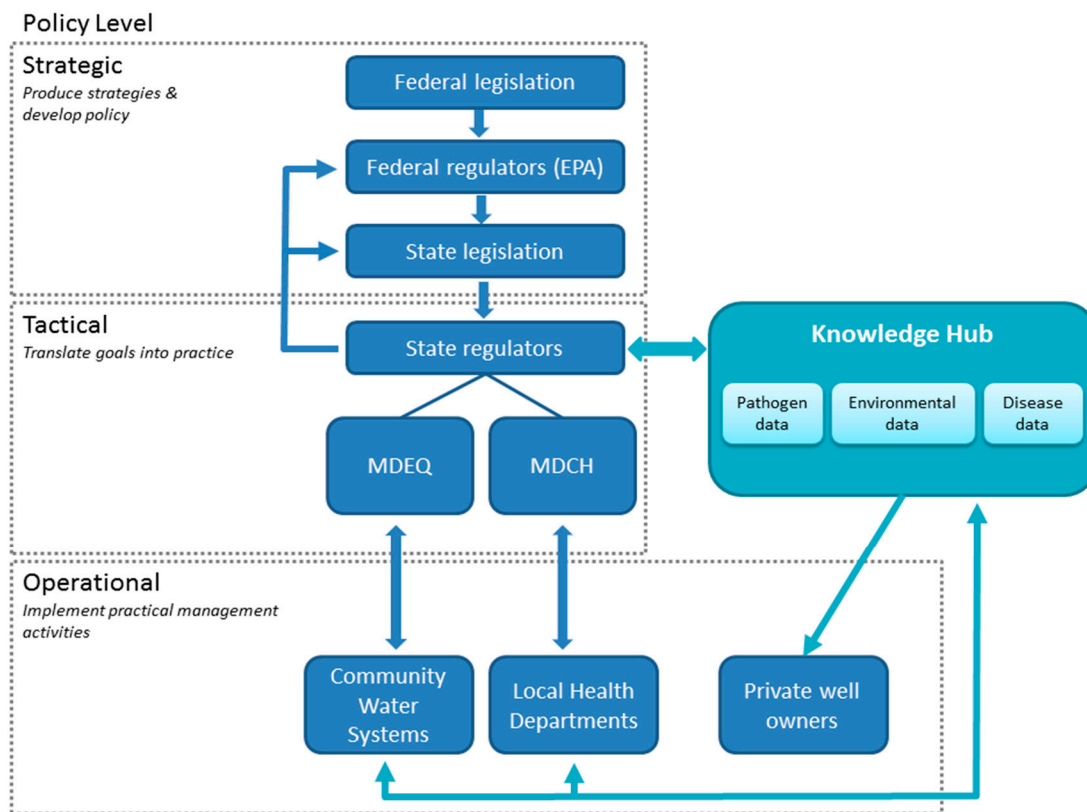 Policy Level
Strategic
Produce strategies &
develop policy
Federal legislation
Federal regulators (EPA)
State legislation
Tactical
Translate goals into practice
State regulators
MDEQ
MDCH
Knowledge Hub
Pathogen
data
Environmental
data
Disease
data
Operational
Implement practical management
activities
Community
Water
Systems
Local Health
Departments
Private well
owners